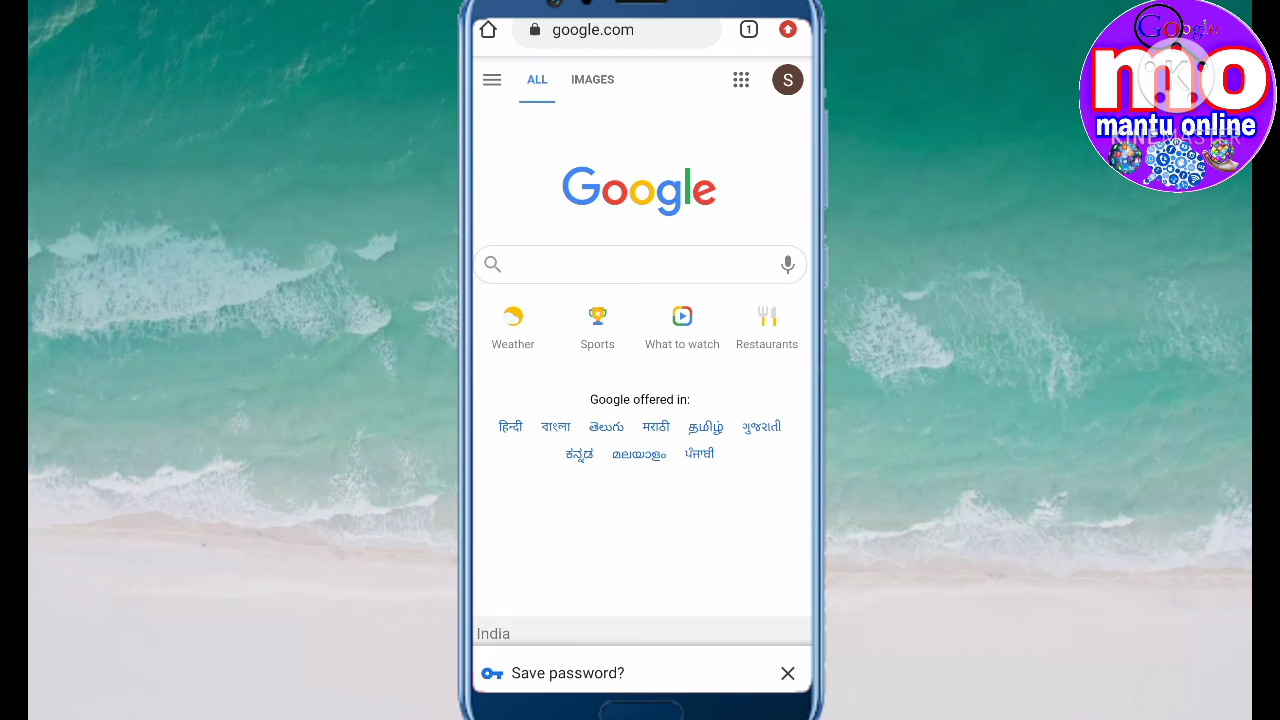 google.com
1
ALL IMAGES
S
Google
Weather Sports What to watch Restaurants
Google offered in:
हिन्दी বাংলা తెలుగు मराठी தமிழ் ગુજરાતી
ಕನ್ನಡ മലയാളം ਪੰਜਾਬੀ
India
Save password?
Google
mo
K
mantu online
KINEMASTER